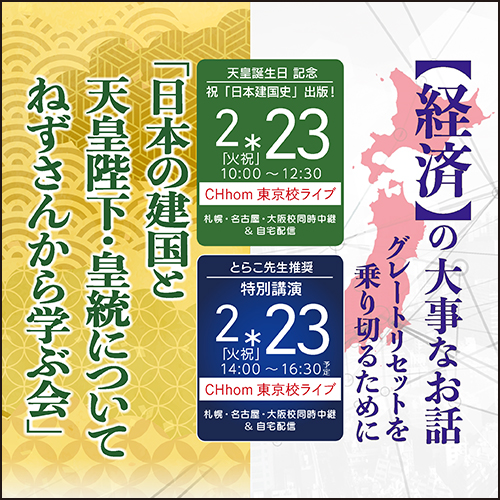 【経済】の大事なお話
グレートリセットを
乗り切るために
天皇誕生日 記念
祝「日本建国史」出版!
2*23
[火祝]
10:00 ~ 12:30
CHhom 東京校ライブ
札幌・名古屋・大阪校同時中継
& 自宅配信
とらこ先生推奨
特別講演
2*23
[火祝]
14:00 ~ 16:30予定
CHhom 東京校ライブ
札幌・名古屋・大阪校同時中継
& 自宅配信
「日本の建国と
天皇陛下・皇統について
ねずさんから学ぶ会」